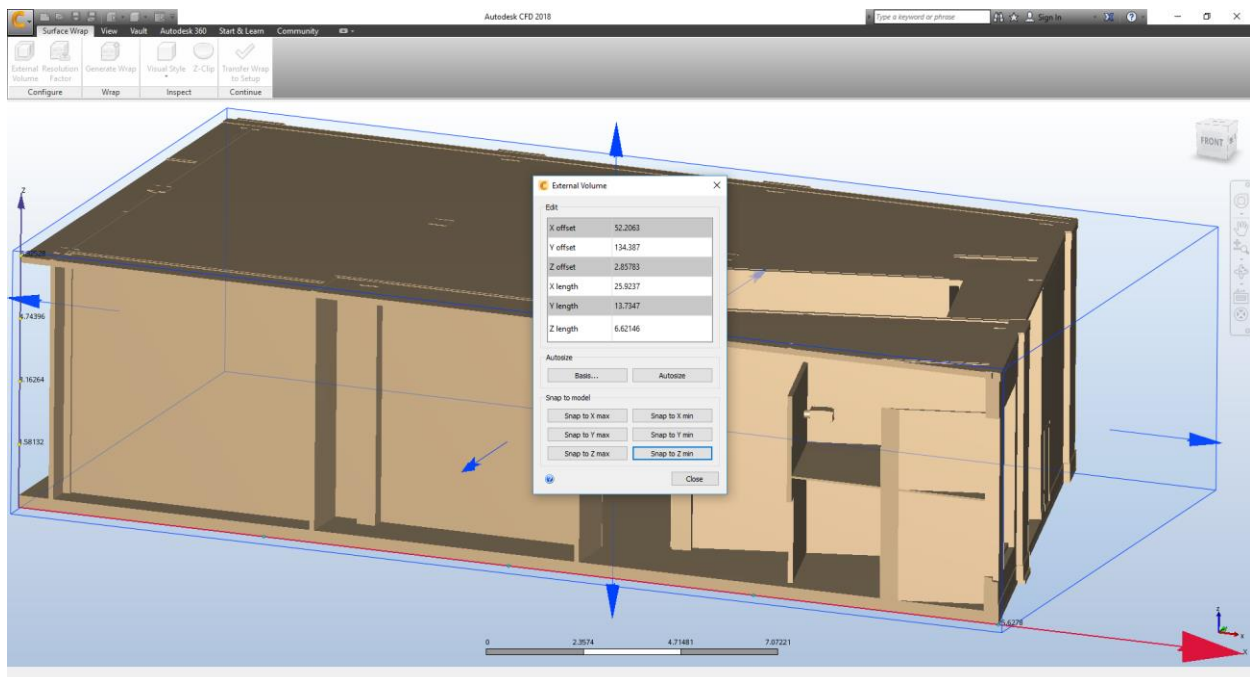 Autodesk CFD 2018
Type a keyword or phrase
Sign In
Surface Wrap View Vault Autodesk 360 Start & Learn Community
External Volume
Resolution Factor
Generate Wrap
Visual Style
Z-Clip
Transfer Wrap to Setup
Configure Wrap Inspect Continue
FRONT
Z
External Volume
Edit
X offset 52.2063
Y offset 134.387
Z offset 2.85783
X length 25.9237
Y length 13.7347
Z length 6.62146
Autosize
Basis... Autosize
Snap to model
Snap to X max Snap to X min
Snap to Y max Snap to Y min
Snap to Z max Snap to Z min
Close
4.74396
3.16264
1.58132
z
x
X
0 2.3574 4.71481 7.07221